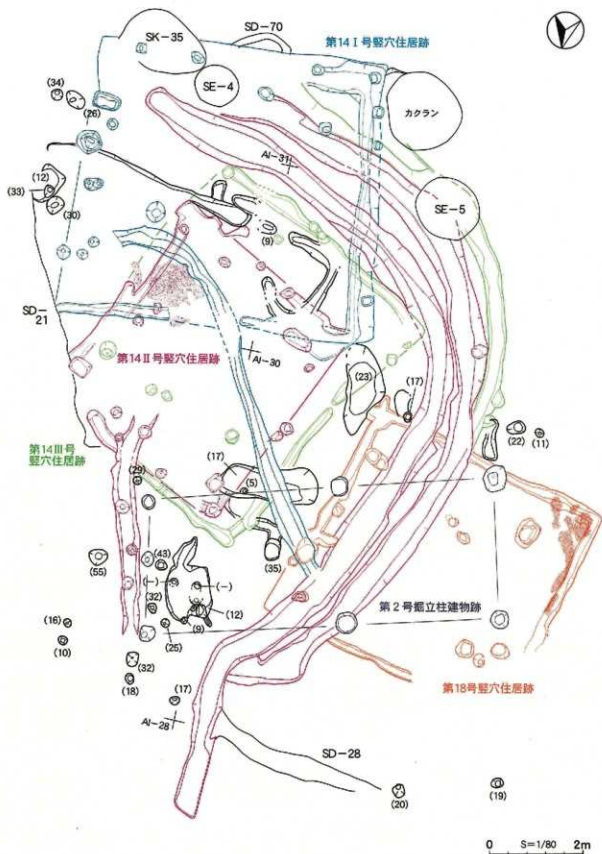 SK-35
SD-70
第14Ⅰ号竪穴住居跡
SE-4
カクラン
(34)
(26)
AI-31
(12)
(33)
(30)
(9)
SE-5
SD-
21
第14Ⅱ号竪穴住居跡
AI-30
(23)
(17)
(22)
(11)
第14Ⅲ号
竪穴住居跡
(29)
(17)
(5)
(35)
(55)
(43)
(-)
(-)
(32)
(12)
(16)
(9)
(25)
第2号掘立柱建物跡
(10)
(32)
(18)
(17)
第18号竪穴住居跡
AI-28
SD-28
(20)
(19)
0 S=1/80 2m